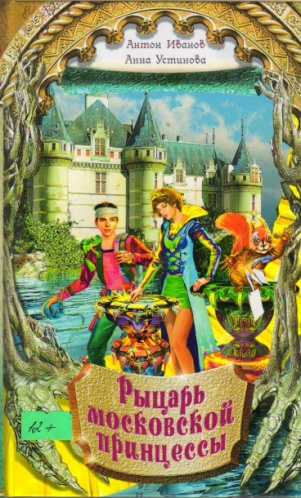 Антон Иванов
Анна Устинова
Рыцарь
московской
принцессы
12+